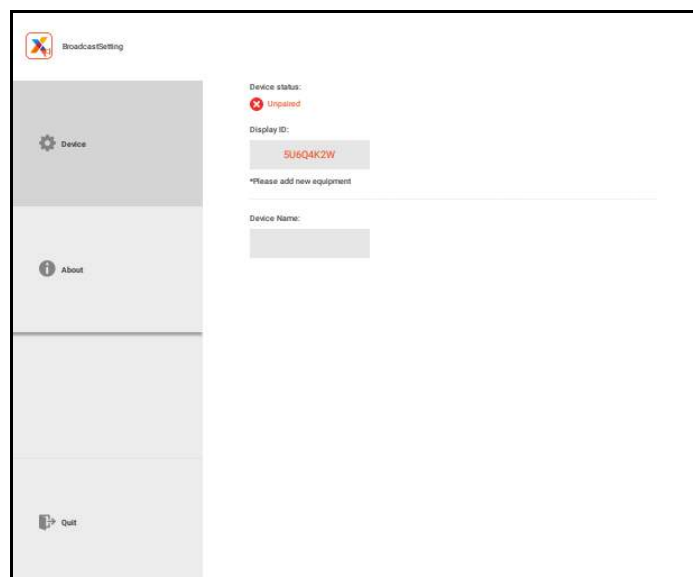 BroadcastSetting
Device
About
Quit
Device status:
Unpaired
Display ID:
5U6Q4K2W
*Please add new equipment
Device Name: